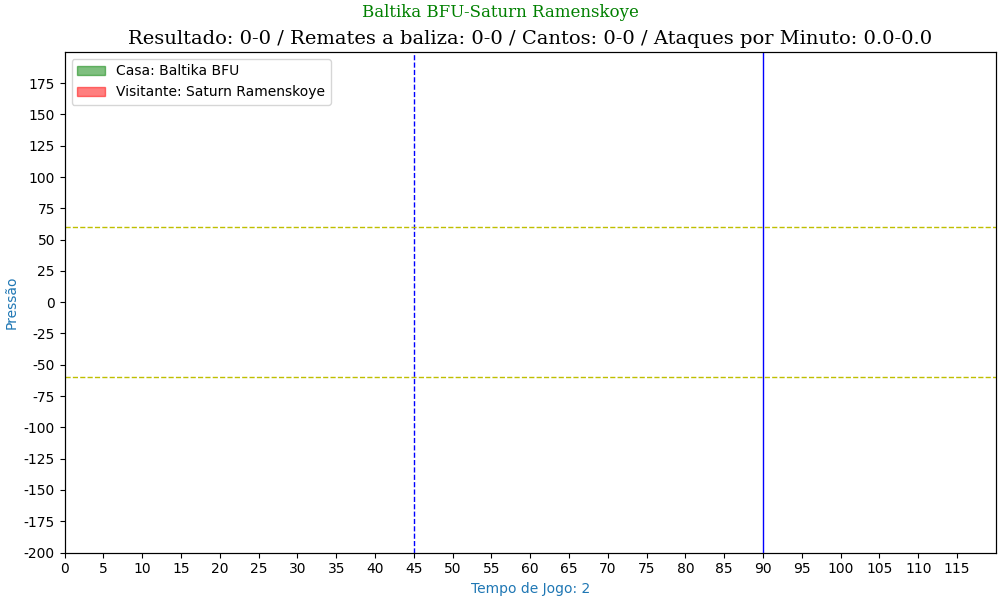 Baltika BFU-Saturn Ramenskoye
Resultado: 0-0 / Remates a baliza: 0-0 / Cantos: 0-0 / Ataques por Minuto: 0.0-0.0
Casa: Baltika BFU
Visitante: Saturn Ramenskoye
175
150
125
100
75
50
25
0
-25
-50
-75
-100
-125
-150
-175
-200
Pressão
0 5 10 15 20 25 30 35 40 45 50 55 60 65 70 75 80 85 90 95 100 105 110 115
Tempo de Jogo: 2